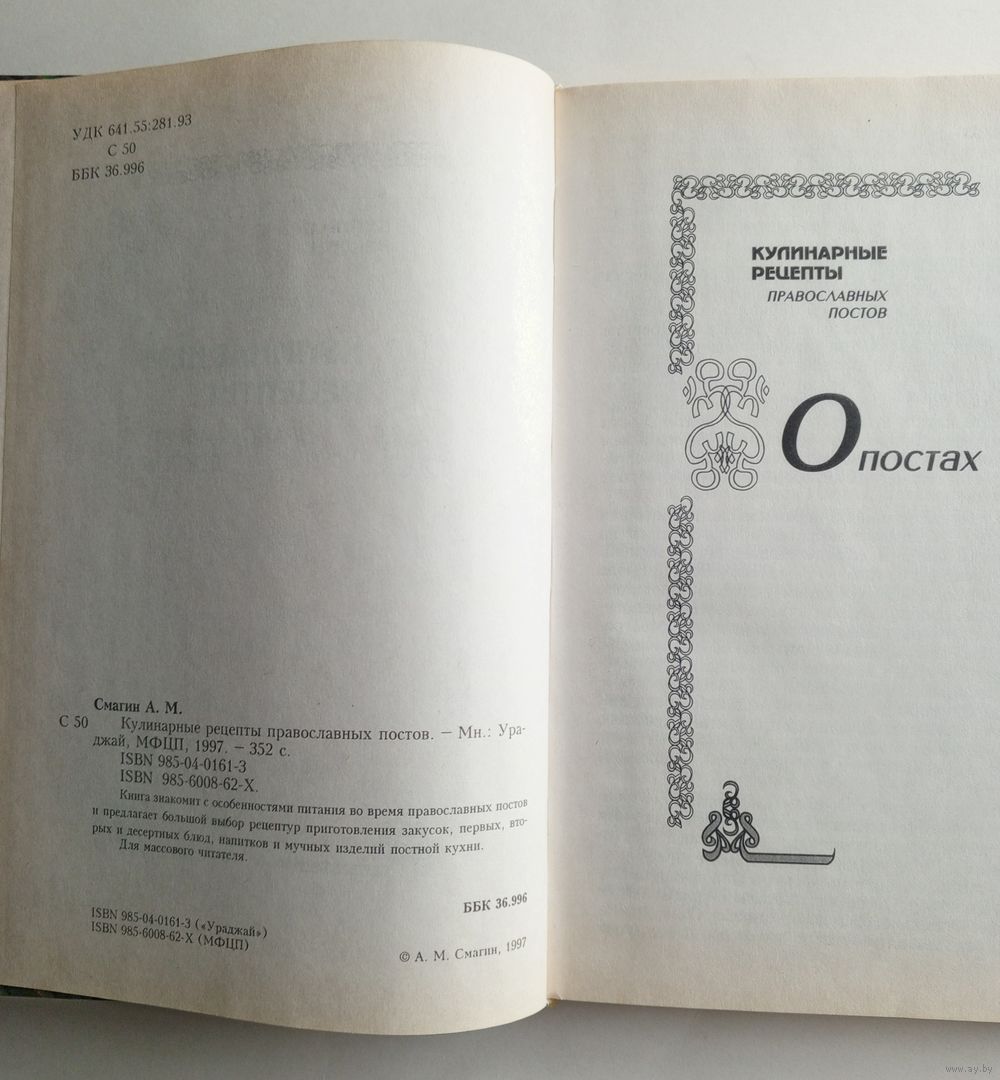 УДК 641.55:281.93
С 50
ББК 36.996
Смагин А. М.
С 50 Кулинарные рецепты православных постов. — Мн.: Ура-
джай, МФЦП, 1997. — 352 с.
ISBN 985-04-0161-3
ISBN 985-6008-62-X.
Книга знакомит с особенностями питания во время православных постов
и предлагает большой выбор рецептур приготовления закусок, первых, вто-
рых и десертных блюд, напитков и мучных изделий постной кухни.
Для массового читателя.
ББК 36.996
ISBN 985-04-0161-3 («Ураджай»)
ISBN 985-6008-62-X (МФЦП)
© А. М. Смагин, 1997
КУЛИНАРНЫЕ
РЕЦЕПТЫ
ПРАВОСЛАВНЫХ
ПОСТОВ
О постах
www.ay.by